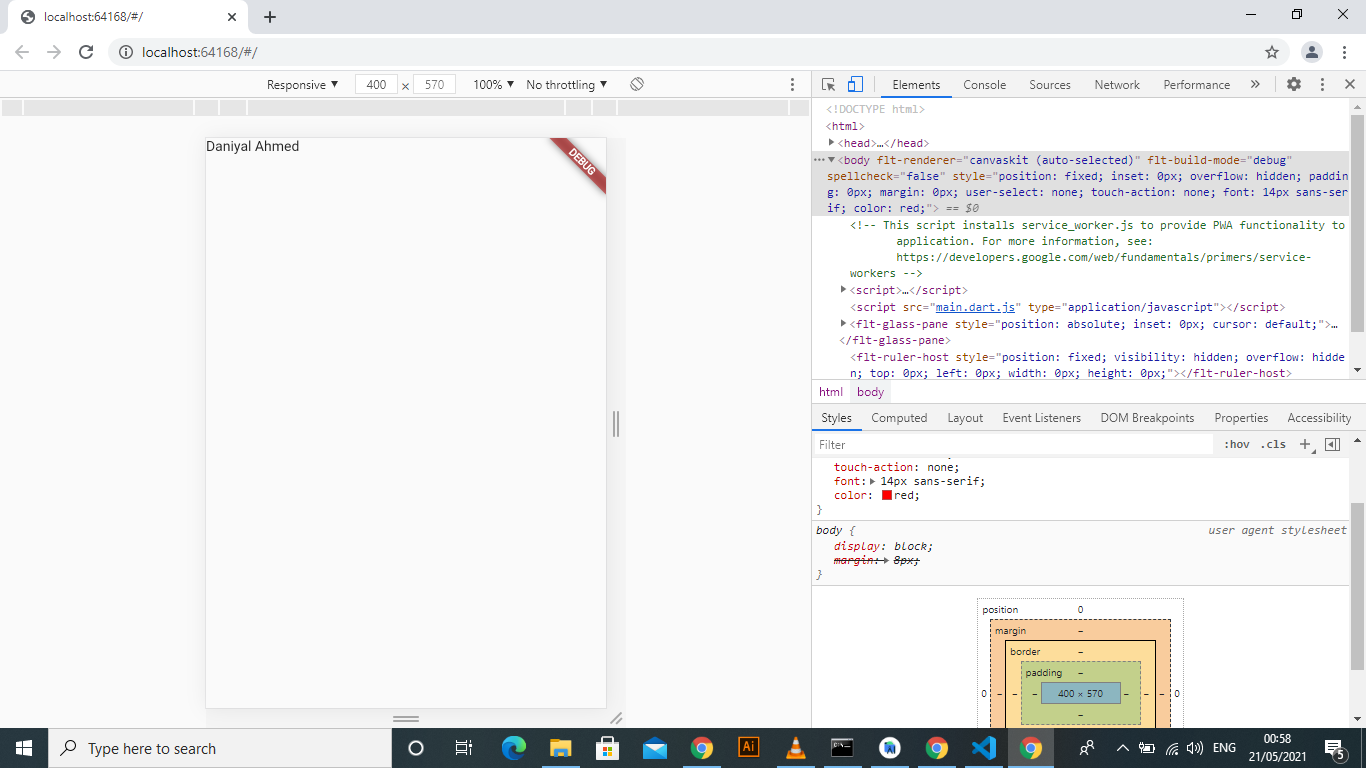 localhost:64168/#/
localhost:64168/#/
Responsive 400 × 570 100% No throttling
Elements Console Sources Network Performance »
Daniyal Ahmed
DEBUG
<!DOCTYPE html>
<html>
<head>…</head>
<body flt-renderer="canvaskit (auto-selected)" flt-build-mode="debug"
spellcheck="false" style="position: fixed; inset: 0px; overflow: hidden; paddin
g: 0px; margin: 0px; user-select: none; touch-action: none; font: 14px sans-ser
if; color: red;"> == $0
<!-- This script installs service_worker.js to provide PWA functionality to
application. For more information, see:
https://developers.google.com/web/fundamentals/primers/service-
workers -->
<script>…</script>
<script src="main.dart.js" type="application/javascript"></script>
<flt-glass-pane style="position: absolute; inset: 0px; cursor: default;">…
</flt-glass-pane>
<flt-ruler-host style="position: fixed; visibility: hidden; overflow: hidde
n; top: 0px; left: 0px; width: 0px; height: 0px;"></flt-ruler-host>
html body
Styles Computed Layout Event Listeners DOM Breakpoints Properties Accessibility
Filter :hov .cls +
touch-action: none;
font: 14px sans-serif;
color: red;
}
body { user agent stylesheet
display: block;
margin: 8px;
}
position 0
margin –
border –
padding –
0 – – – 400 × 570 – – – 0
–
Type here to search
Ai
ENG
00:58
21/05/2021
5